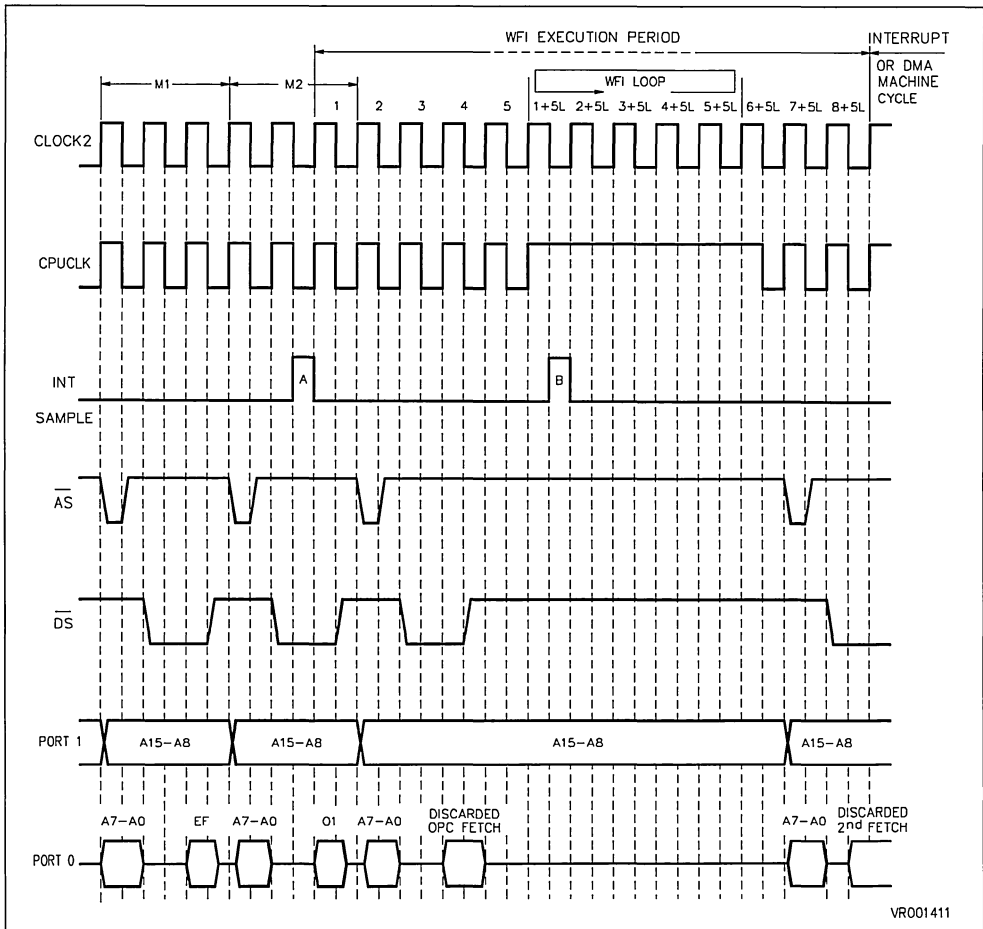 WFI EXECUTION PERIOD
INTERRUPT
OR DMA
MACHINE
CYCLE
M1
M2
WFI LOOP
1 2 3 4 5 1+5L 2+5L 3+5L 4+5L 5+5L 6+5L 7+5L 8+5L
CLOCK2
CPUCLK
INT
SAMPLE
A
B
AS
DS
PORT 1
A15-A8 A15-A8 A15-A8 A15-A8
PORT 0
A7-A0 EF A7-A0 01 A7-A0
DISCARDED
OPC FETCH
A7-A0
DISCARDED
2nd FETCH
VR001411